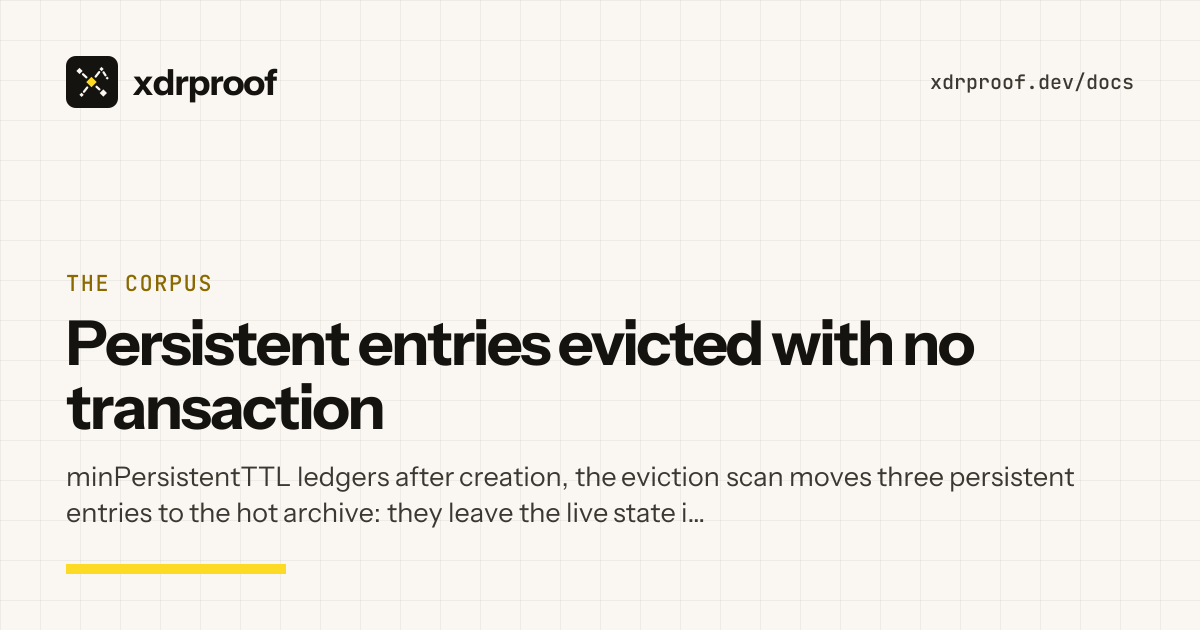 xdrproof
xdrproof.dev/docs
THE CORPUS
Persistent entries evicted with no
transaction
minPersistentTTL ledgers after creation, the eviction scan moves three persistent
entries to the hot archive: they leave the live state i...